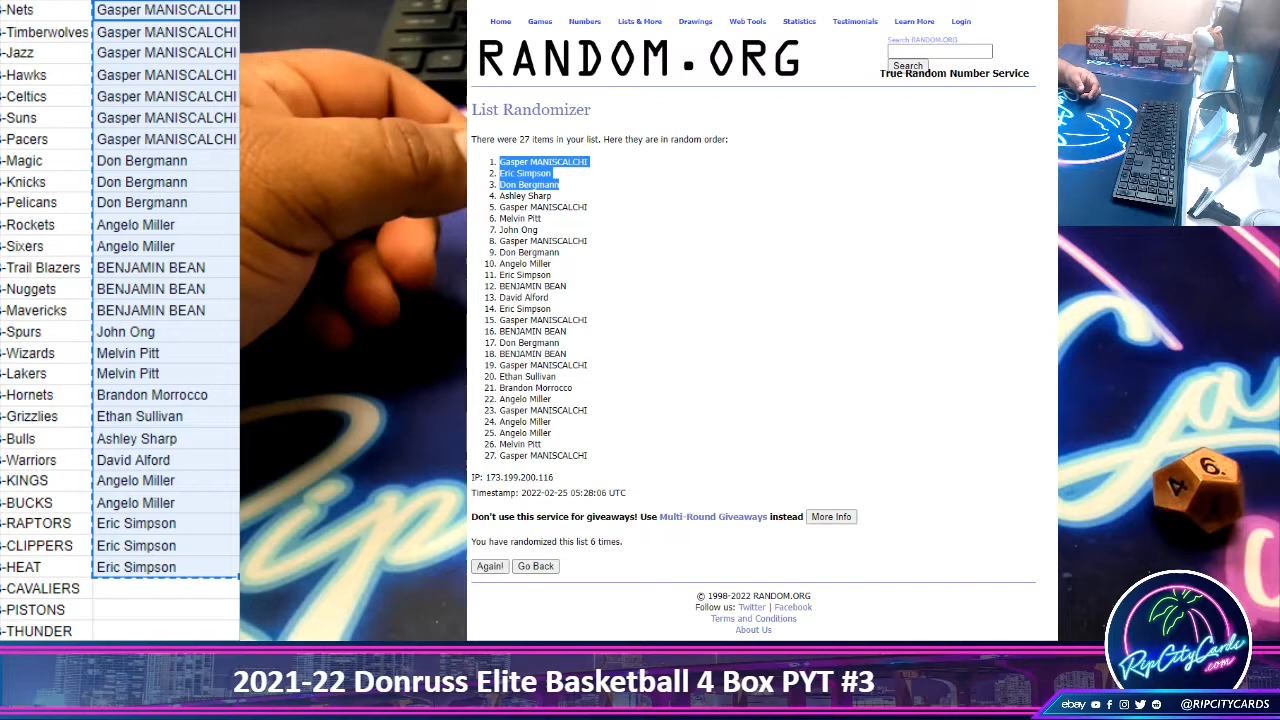 -Nets Gasper MANISCALCHI
-Timberwolves Gasper MANISCALCHI
-Jazz Gasper MANISCALCHI
-Hawks Gasper MANISCALCHI
-Celtics Gasper MANISCALCHI
-Suns Gasper MANISCALCHI
-Pacers Gasper MANISCALCHI
-Magic Don Bergmann
-Knicks Don Bergmann
-Pelicans Don Bergmann
-Rockets Angelo Miller
-Sixers Angelo Miller
-Trail Blazers BENJAMIN BEAN
-Nuggets BENJAMIN BEAN
-Mavericks BENJAMIN BEAN
-Spurs John Ong
-Wizards Melvin Pitt
-Lakers Melvin Pitt
-Hornets Brandon Morrocco
-Grizzlies Ethan Sullivan
-Bulls Ashley Sharp
-Warriors David Alford
-KINGS Angelo Miller
-BUCKS Angelo Miller
-RAPTORS Eric Simpson
-CLIPPERS Eric Simpson
-HEAT Eric Simpson
-CAVALIERS
-PISTONS
-THUNDER
Home Games Numbers Lists & More Drawings Web Tools Statistics Testimonials Learn More Login
RANDOM.ORG
Search RANDOM.ORG
Search
True Random Number Service
List Randomizer
There were 27 items in your list. Here they are in random order:
1. Gasper MANISCALCHI
2. Eric Simpson
3. Don Bergmann
4. Ashley Sharp
5. Gasper MANISCALCHI
6. Melvin Pitt
7. John Ong
8. Gasper MANISCALCHI
9. Don Bergmann
10. Angelo Miller
11. Eric Simpson
12. BENJAMIN BEAN
13. David Alford
14. Eric Simpson
15. Gasper MANISCALCHI
16. BENJAMIN BEAN
17. Don Bergmann
18. BENJAMIN BEAN
19. Gasper MANISCALCHI
20. Ethan Sullivan
21. Brandon Morrocco
22. Angelo Miller
23. Gasper MANISCALCHI
24. Angelo Miller
25. Angelo Miller
26. Melvin Pitt
27. Gasper MANISCALCHI
IP: 173.199.200.116
Timestamp: 2022-02-25 05:28:06 UTC
Don't use this service for giveaways! Use Multi-Round Giveaways instead More Info
You have randomized this list 6 times.
Again! Go Back
© 1998-2022 RANDOM.ORG
Follow us: Twitter | Facebook
Terms and Conditions
About Us
6.
4
RipCityCards
.com
2021-22 Donruss Elite Basketball 4 Box PYT #3
ebay @RIPCITYCARDS